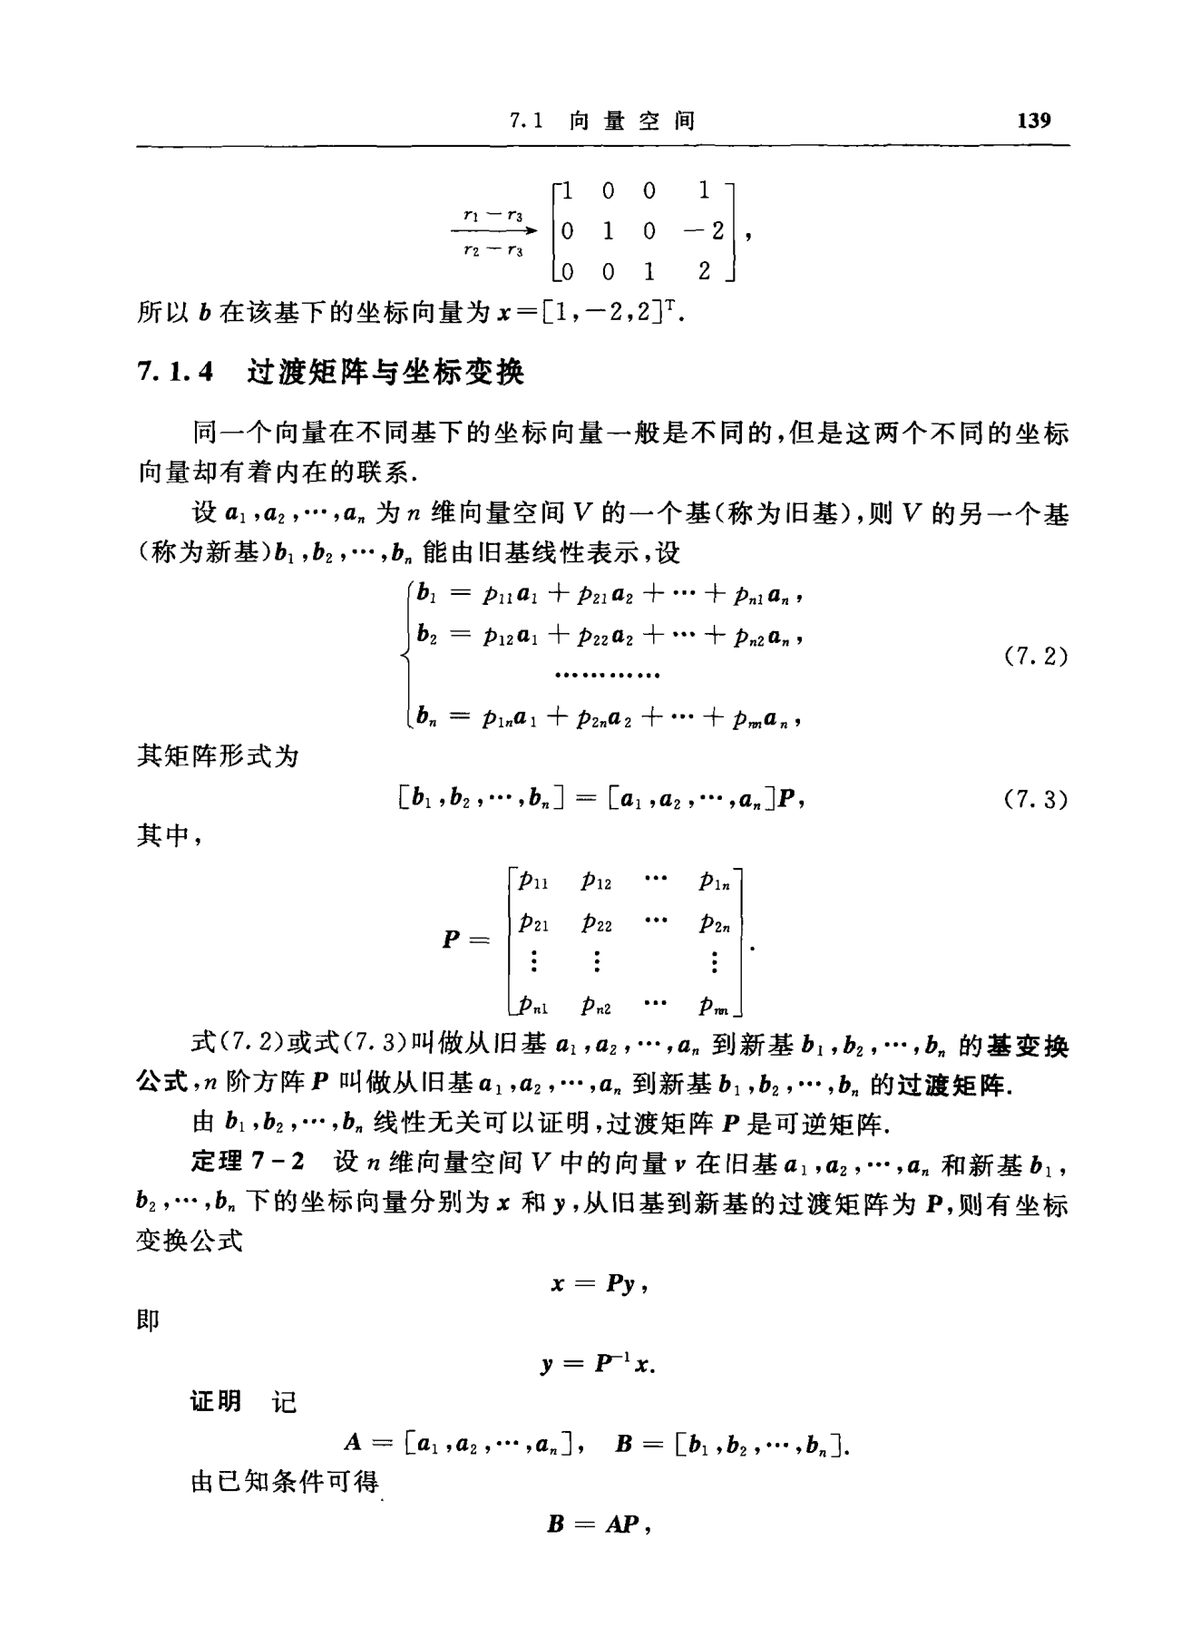 7.1 向量空间 139
r₁－r₃
r₂－r₃
[1 0 0 1
0 1 0 －2
0 0 1 2],
所以 b 在该基下的坐标向量为 x＝[1,－2,2]ᵀ.
7.1.4 过渡矩阵与坐标变换
同一个向量在不同基下的坐标向量一般是不同的,但是这两个不同的坐标
向量却有着内在的联系.
设 a₁,a₂,⋯,aₙ 为 n 维向量空间 V 的一个基(称为旧基),则 V 的另一个基
(称为新基)b₁,b₂,⋯,bₙ 能由旧基线性表示,设
b₁ = p₁₁a₁ + p₂₁a₂ + ⋯ + pₙ₁aₙ,
b₂ = p₁₂a₁ + p₂₂a₂ + ⋯ + pₙ₂aₙ,
(7.2)
⋯⋯⋯⋯
bₙ = p₁ₙa₁ + p₂ₙa₂ + ⋯ + pₙₙaₙ,
其矩阵形式为
[b₁,b₂,⋯,bₙ] = [a₁,a₂,⋯,aₙ]P, (7.3)
其中,
P =
[p₁₁ p₁₂ ⋯ p₁ₙ
p₂₁ p₂₂ ⋯ p₂ₙ
⋮ ⋮ ⋮
pₙ₁ pₙ₂ ⋯ pₙₙ].
式(7.2)或式(7.3)叫做从旧基 a₁,a₂,⋯,aₙ 到新基 b₁,b₂,⋯,bₙ 的基变换
公式,n 阶方阵 P 叫做从旧基 a₁,a₂,⋯,aₙ 到新基 b₁,b₂,⋯,bₙ 的过渡矩阵.
由 b₁,b₂,⋯,bₙ 线性无关可以证明,过渡矩阵 P 是可逆矩阵.
定理 7－2 设 n 维向量空间 V 中的向量 v 在旧基 a₁,a₂,⋯,aₙ 和新基 b₁,
b₂,⋯,bₙ 下的坐标向量分别为 x 和 y,从旧基到新基的过渡矩阵为 P,则有坐标
变换公式
x = Py,
即
y = P⁻¹x.
证明 记
A = [a₁,a₂,⋯,aₙ], B = [b₁,b₂,⋯,bₙ].
由已知条件可得
B = AP,